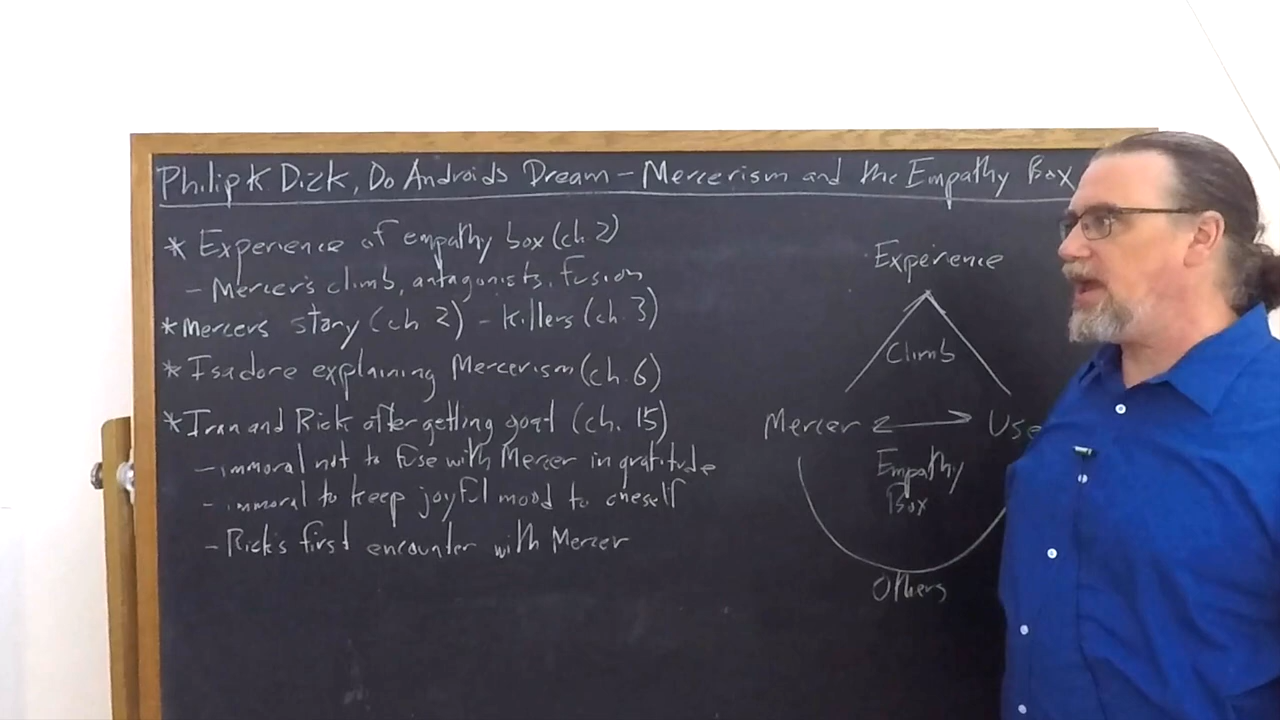 Philip K Dick, Do Androids Dream - Mercerism and the Empathy Box
* Experience of empathy box (ch. 2)
- Mercer's climb, antagonists, fusion
* Mercers story (ch 2) - Killers (ch. 3)
* Isadore explaining Mercerism (ch. 6)
* Iran and Rick after getting goat (ch. 15)
- immoral not to fuse with Mercer in gratitude
- immoral to keep joyful mood to oneself
- Rick's first encounter with Mercer
Experience
Climb
Mercer Use
Empathy
Box
Others